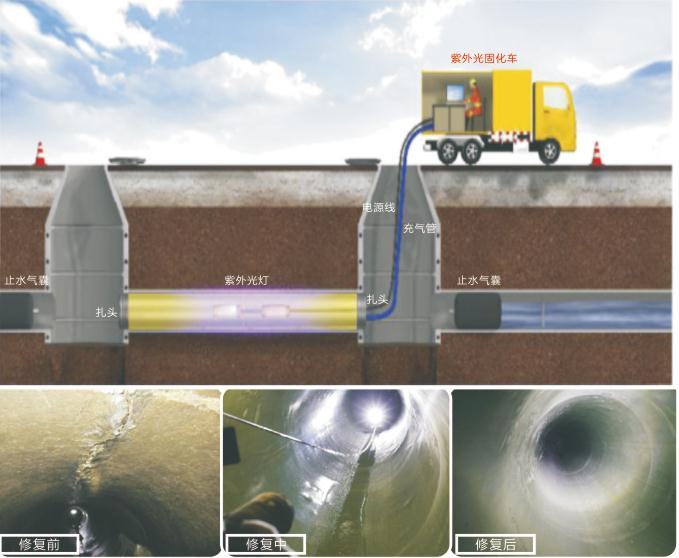 紫外光固化车
电源线
充气管
止水气囊
紫外光灯
止水气囊
扎头
扎头
修复前
修复中
修复后